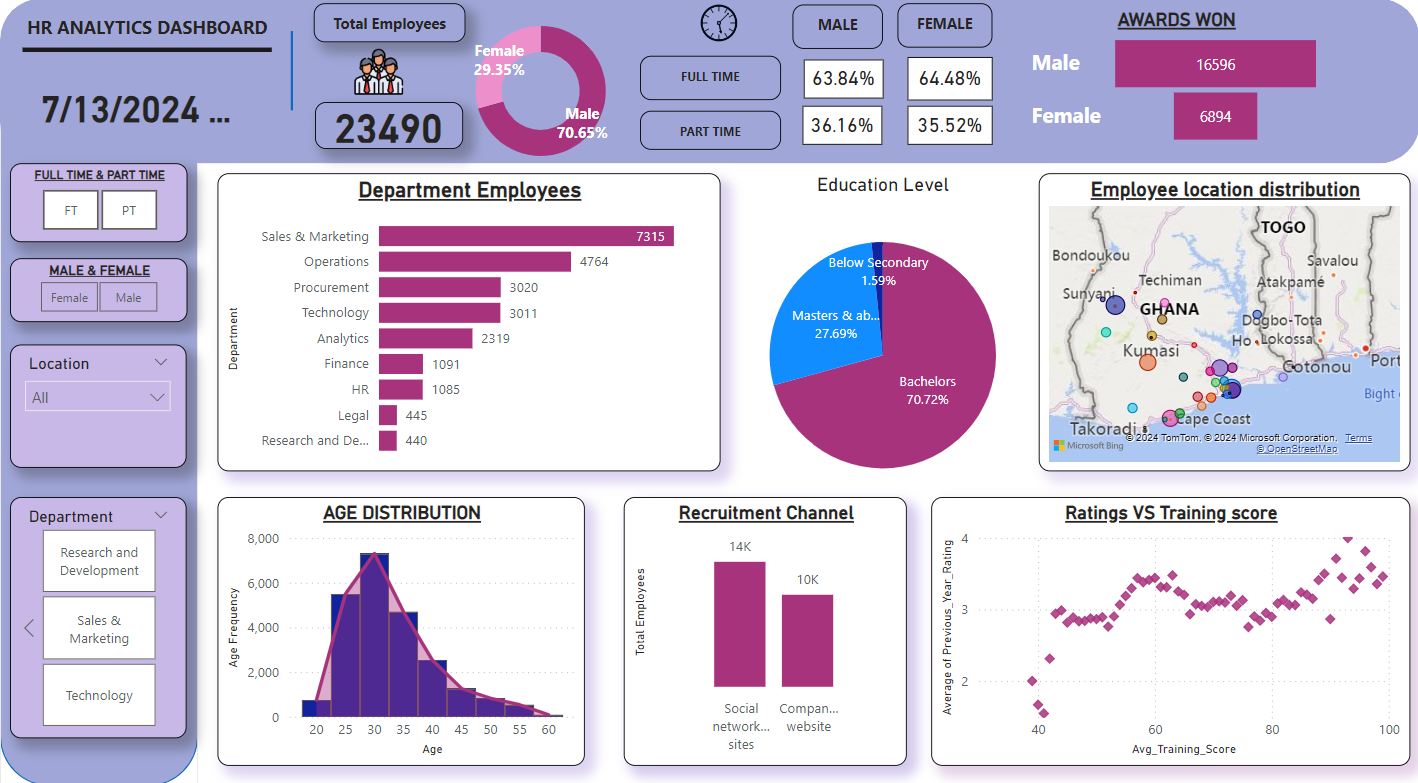 HR ANALYTICS DASHBOARD
7/13/2024 ...
Total Employees
23490
Female
29.35%
Male
70.65%
MALE
FEMALE
FULL TIME
63.84%
64.48%
PART TIME
36.16%
35.52%
AWARDS WON
Male
16596
Female
6894
FULL TIME & PART TIME
FT
PT
MALE & FEMALE
Female
Male
Location
All
Department
Research and
Development
Sales &
Marketing
Technology
Department Employees
Department
Sales & Marketing
7315
Operations
4764
Procurement
3020
Technology
3011
Analytics
2319
Finance
1091
HR
1085
Legal
445
Research and De...
440
Education Level
Below Secondary
1.59%
Masters & ab...
27.69%
Bachelors
70.72%
Employee location distribution
TOGO
Bondoukou
Savalou
Techiman
Atakpamé
Sunyani
GHANA
Dogbo-Tota
Ho
Lokossa
Kumasi
Port
Cotonou
Bight
Cape Coast
Takoradi
© 2024 TomTom, © 2024 Microsoft Corporation,
Terms
Microsoft Bing
© OpenStreetMap
AGE DISTRIBUTION
Age Frequency
8,000
6,000
4,000
2,000
0
20
25
30
35
40
45
50
55
60
Age
Recruitment Channel
Total Employees
14K
10K
Social
network...
sites
Compan...
website
Ratings VS Training score
Average of Previous_Year_Rating
4
3
2
40
60
80
100
Avg_Training_Score